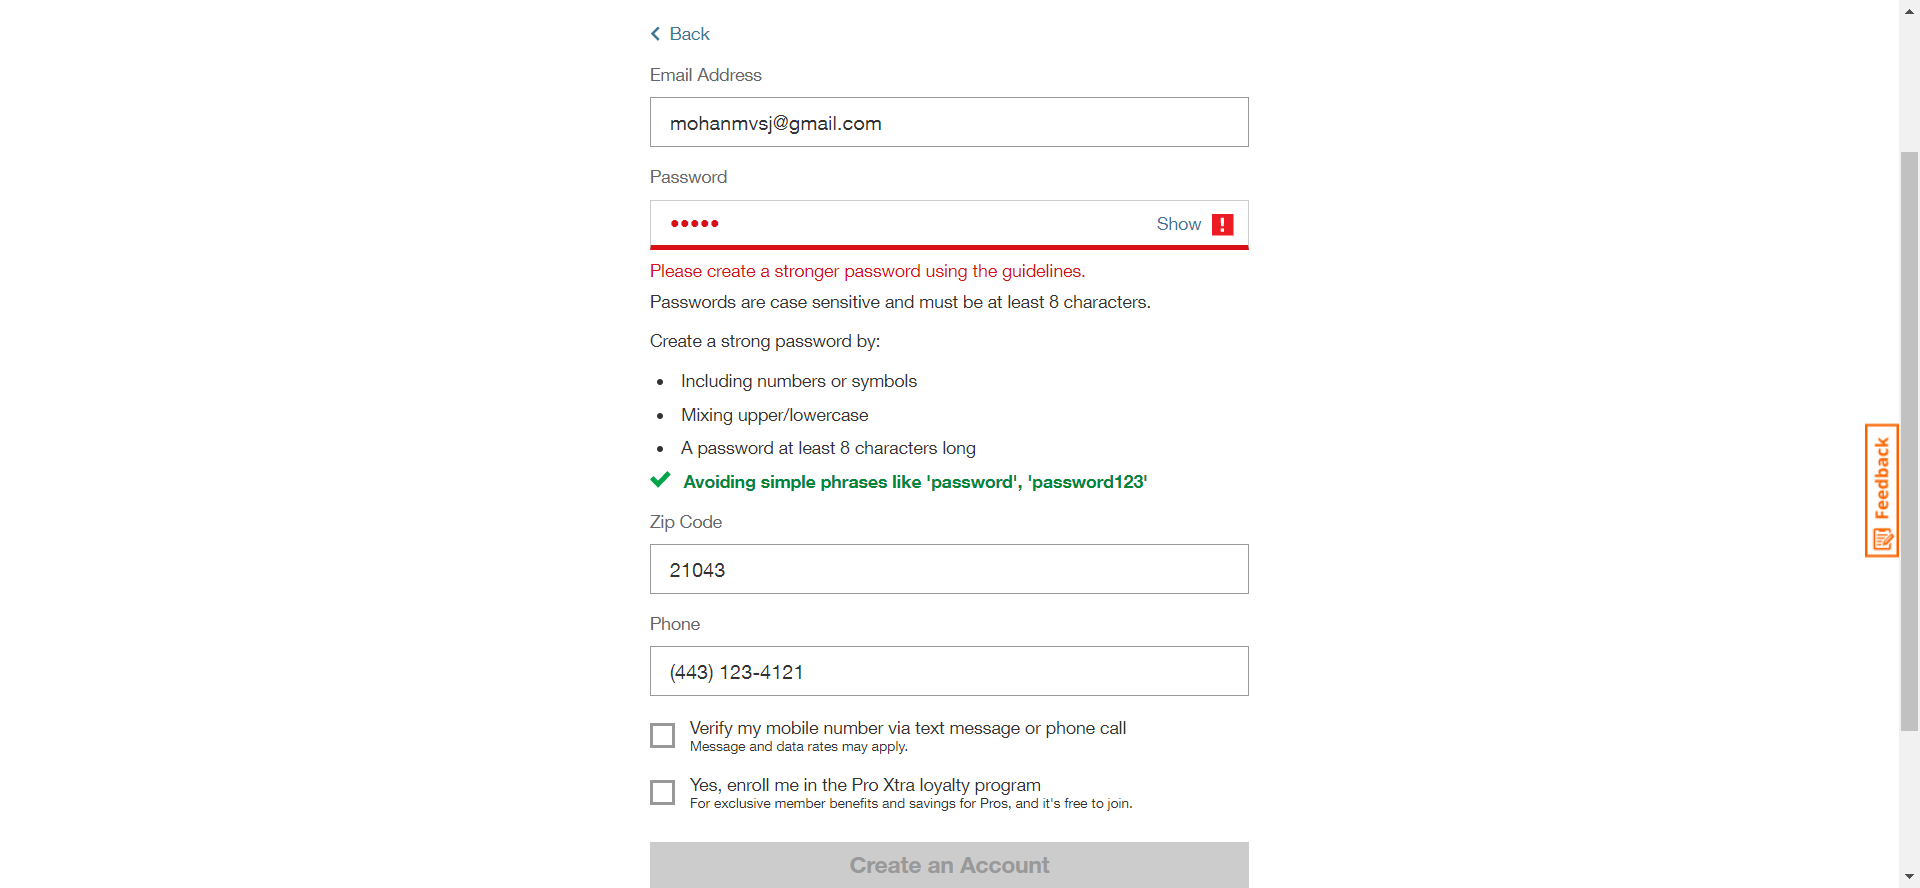 Back
Email Address
mohanmvsj@gmail.com
Password
•••••
Show
!
Please create a stronger password using the guidelines.
Passwords are case sensitive and must be at least 8 characters.
Create a strong password by:
• Including numbers or symbols
• Mixing upper/lowercase
• A password at least 8 characters long
Avoiding simple phrases like 'password', 'password123'
Zip Code
21043
Phone
(443) 123-4121
Verify my mobile number via text message or phone call
Message and data rates may apply.
Yes, enroll me in the Pro Xtra loyalty program
For exclusive member benefits and savings for Pros, and it's free to join.
Create an Account
Feedback